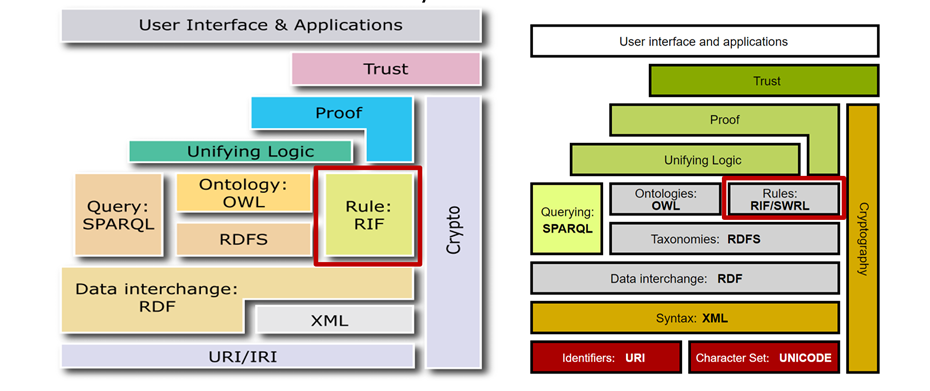 User Interface & Applications
Trust
Proof
Unifying Logic
Query:
SPARQL
Ontology:
OWL
RDFS
Rule:
RIF
Crypto
Data interchange:
RDF
XML
URI/IRI
User interface and applications
Trust
Proof
Unifying Logic
Querying:
SPARQL
Ontologies:
OWL
Rules:
RIF/SWRL
Taxonomies: RDFS
Cryptography
Data interchange: RDF
Syntax: XML
Identifiers: URI
Character Set: UNICODE